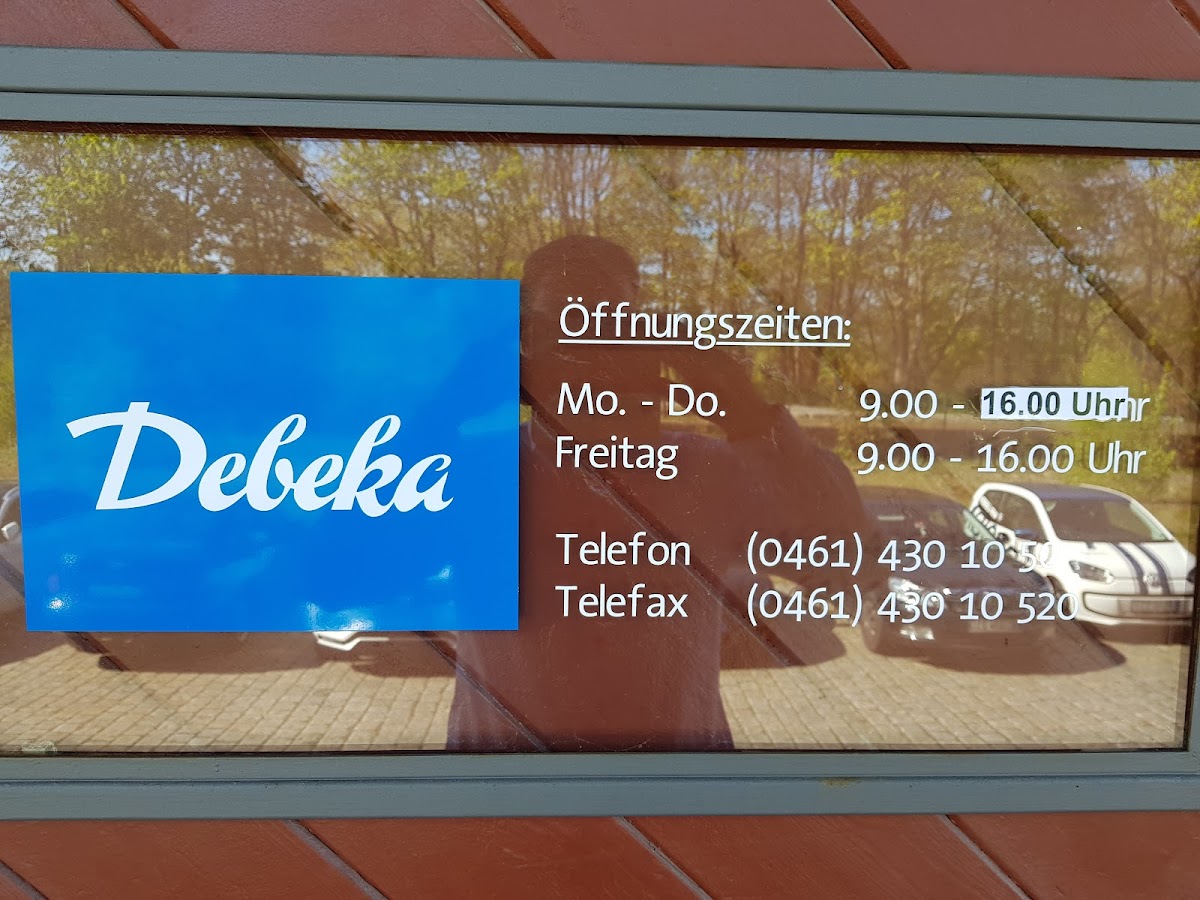 Debeka
Öffnungszeiten:
Mo. - Do. 9.00 - 16.00 Uhr
Freitag 9.00 - 16.00 Uhr
Telefon (0461) 430 10
Telefax (0461) 430 10 520